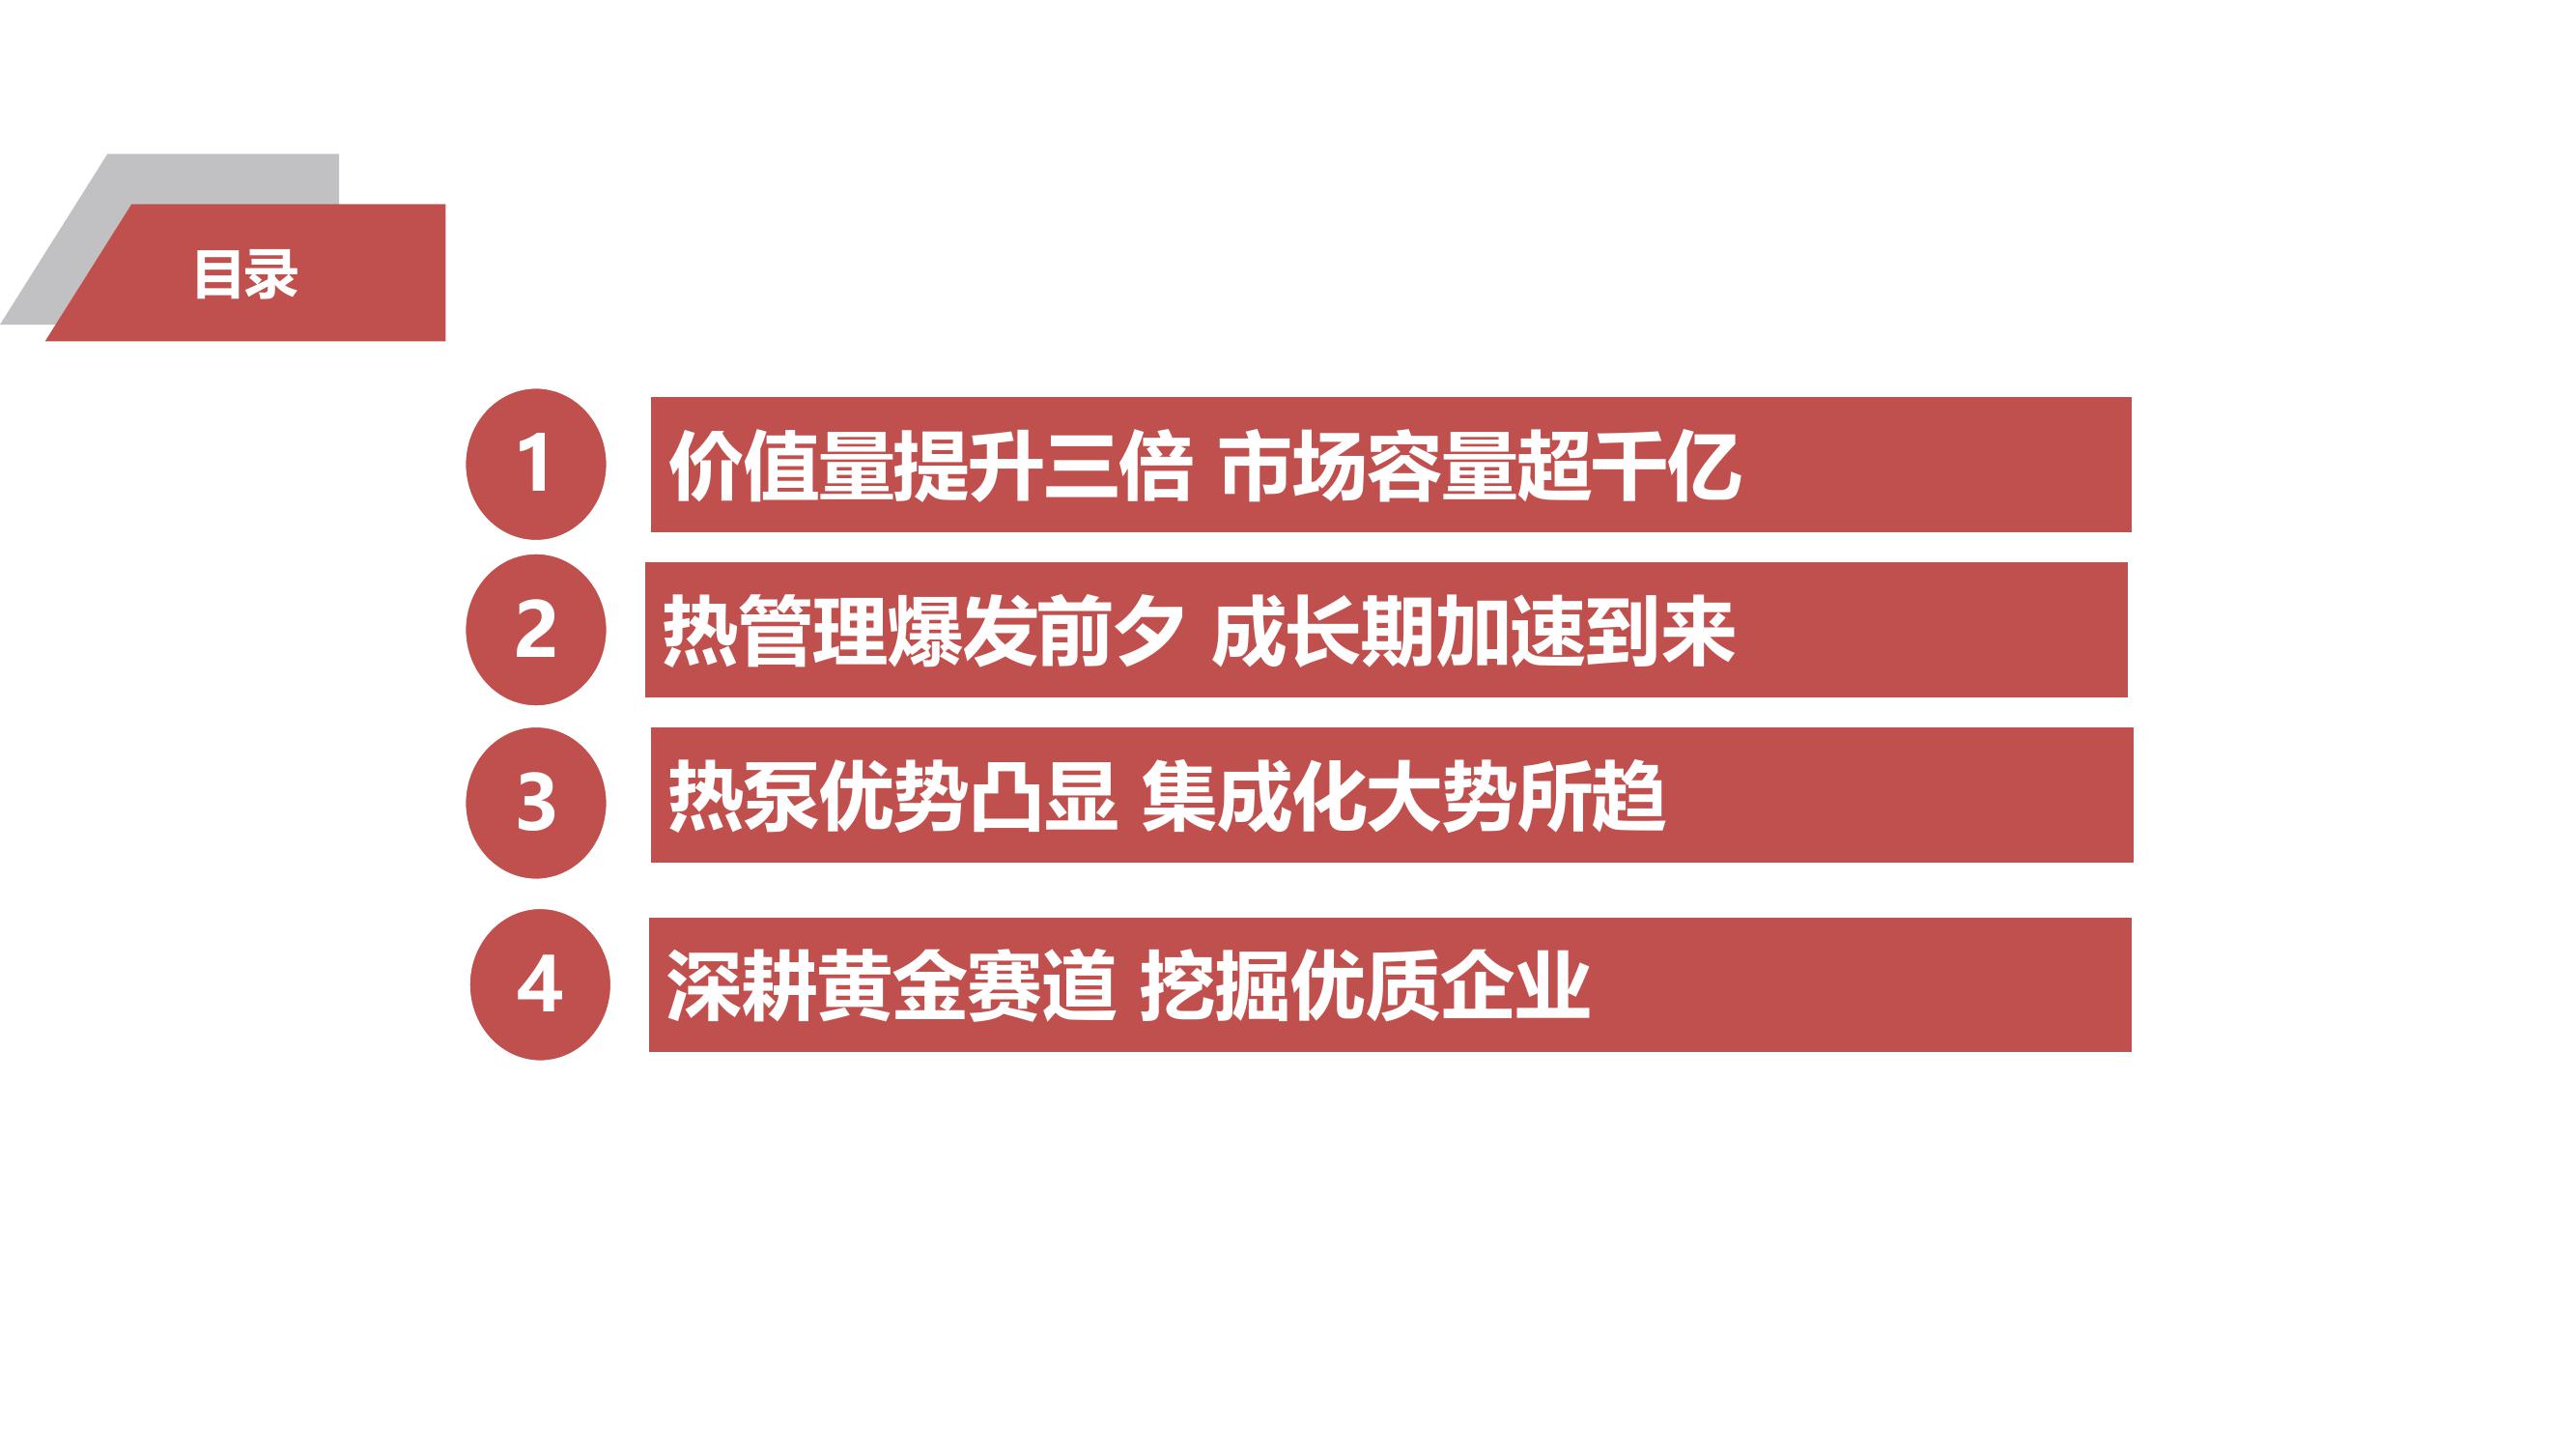 目录
1 价值量提升三倍 市场容量超千亿
2 热管理爆发前夕 成长期加速到来
3 热泵优势凸显 集成化大势所趋
4 深耕黄金赛道 挖掘优质企业